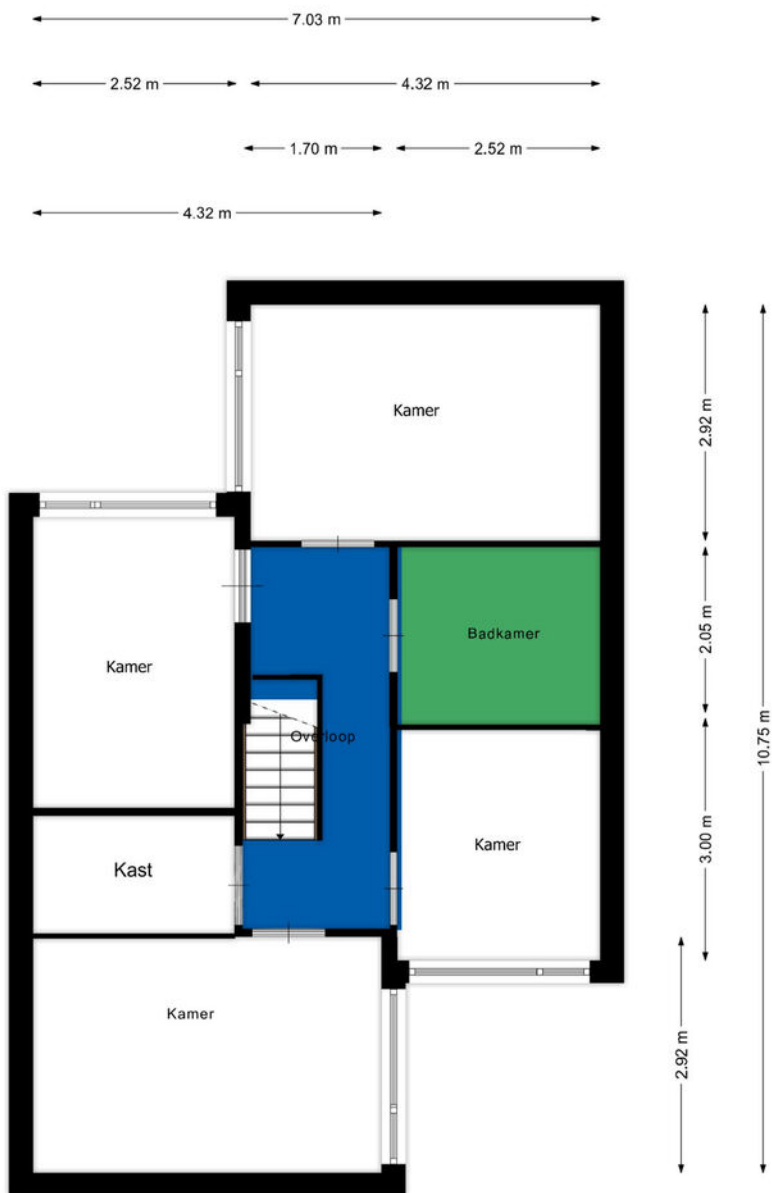 7.03 m
2.52 m
4.32 m
1.70 m
2.52 m
4.32 m
Kamer
2.92 m
Badkamer
2.05 m
Kamer
Overloop
10.75 m
Kamer
3.00 m
Kast
Kamer
2.92 m